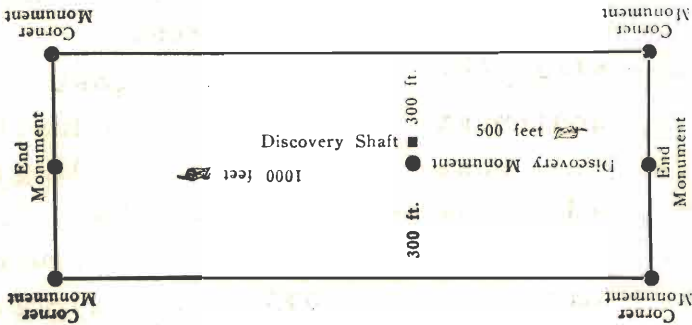 Corner
Monument
Corner
Monument
End
Monument
300 ft.
500 feet
Discovery Shaft
Discovery Monument
1000 feet
End
Monument
300 ft.
Corner
Monument
Corner
Monument